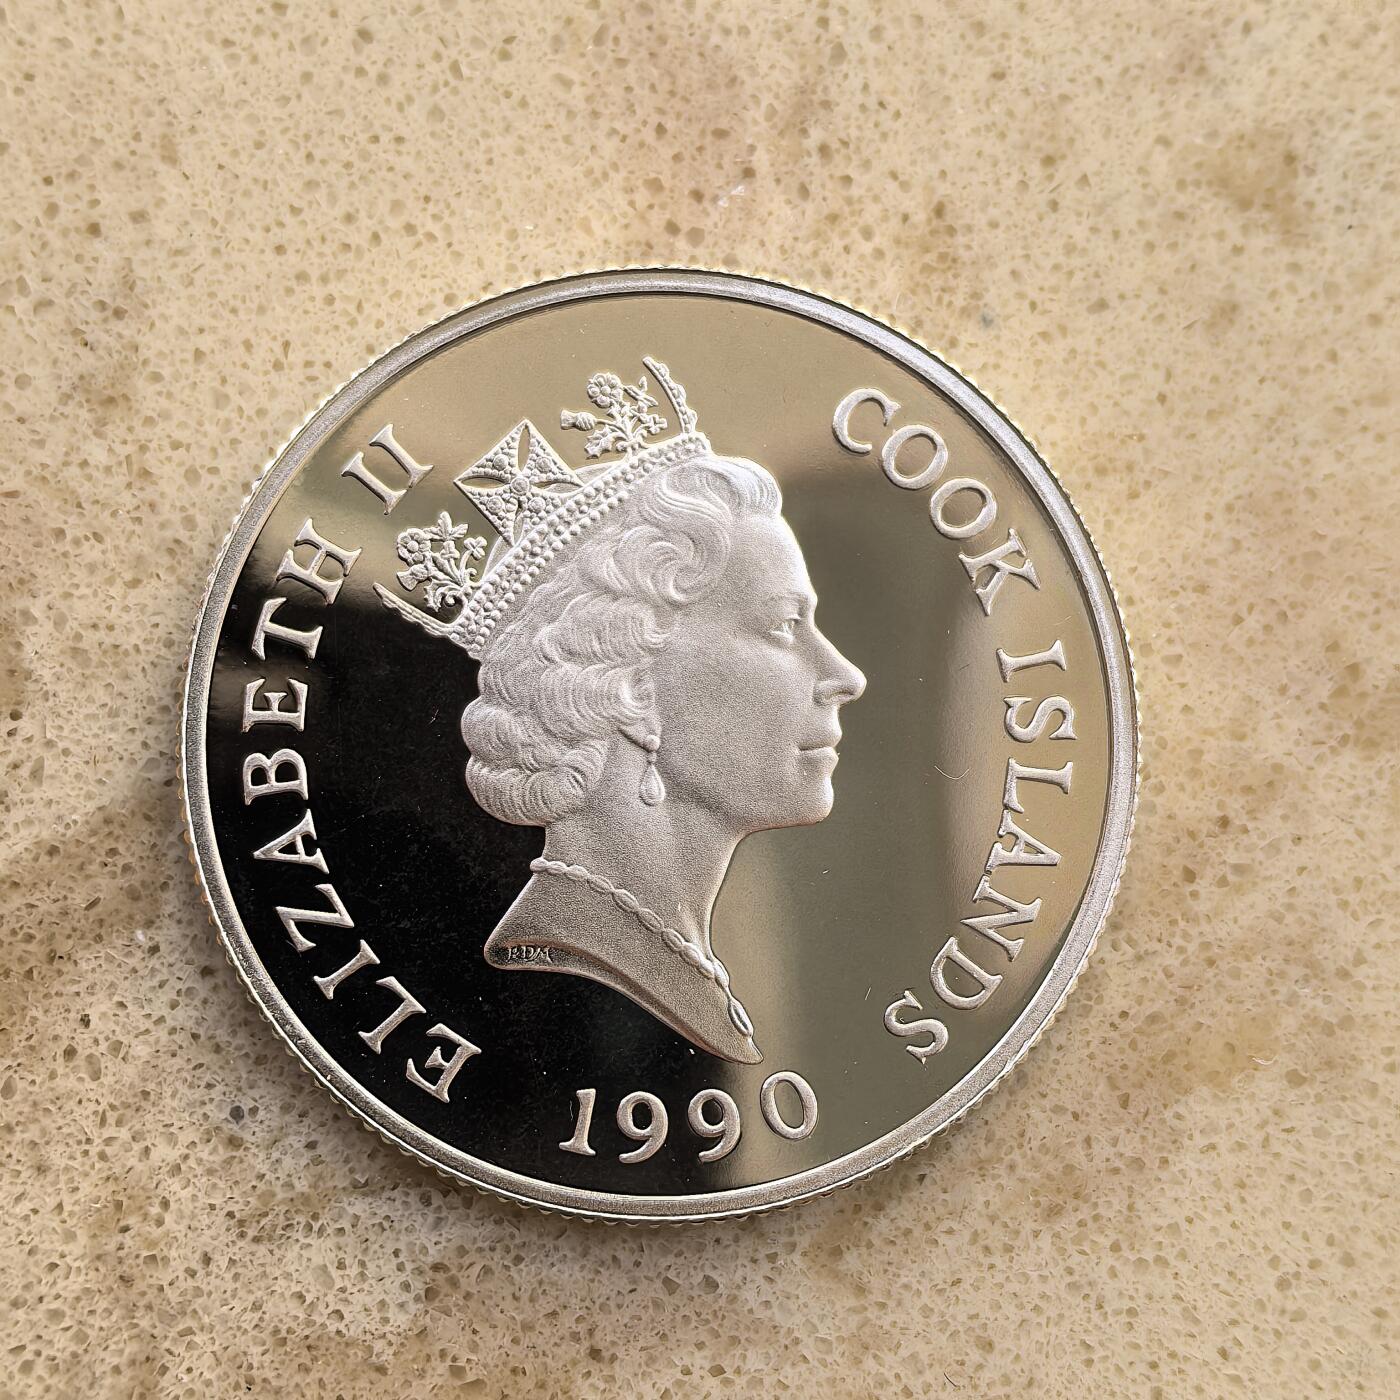 ELIZABETH II
COOK ISLANDS
1990
RDM